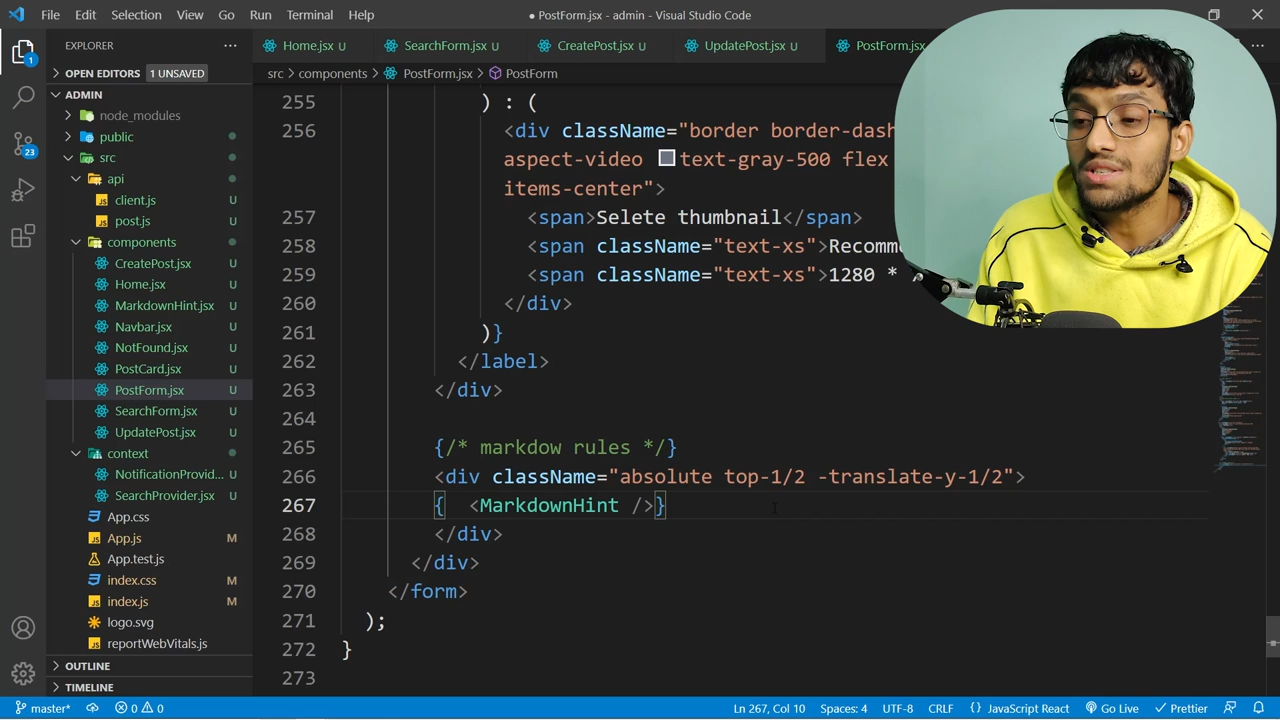 File Edit Selection View Go Run Terminal Help
● PostForm.jsx - admin - Visual Studio Code
EXPLORER
Home.jsx U SearchForm.jsx U CreatePost.jsx U UpdatePost.jsx U PostForm.jsx
src > components > PostForm.jsx > PostForm
OPEN EDITORS 1 UNSAVED
ADMIN
node_modules
public
src
api
client.js U
post.js U
components
CreatePost.jsx U
Home.jsx U
MarkdownHint.jsx U
Navbar.jsx U
NotFound.jsx U
PostCard.jsx U
PostForm.jsx U
SearchForm.jsx U
UpdatePost.jsx U
context
NotificationProvid... U
SearchProvider.jsx U
App.css U
App.js M
App.test.js U
index.css M
index.js M
logo.svg U
reportWebVitals.js U
OUTLINE
TIMELINE
1
23
255 ) : (
256 <div className="border border-dash
aspect-video text-gray-500 flex
items-center">
257 <span>Selete thumbnail</span>
258 <span className="text-xs">Recomm
259 <span className="text-xs">1280 *
260 </div>
261 )}
262 </label>
263 </div>
264
265 {/* markdow rules */}
266 <div className="absolute top-1/2 -translate-y-1/2">
267 { <MarkdownHint />}
268 </div>
269 </div>
270 </form>
271 );
272 }
273
master* 0 0 Ln 267, Col 10 Spaces: 4 UTF-8 CRLF { } JavaScript React Go Live Prettier